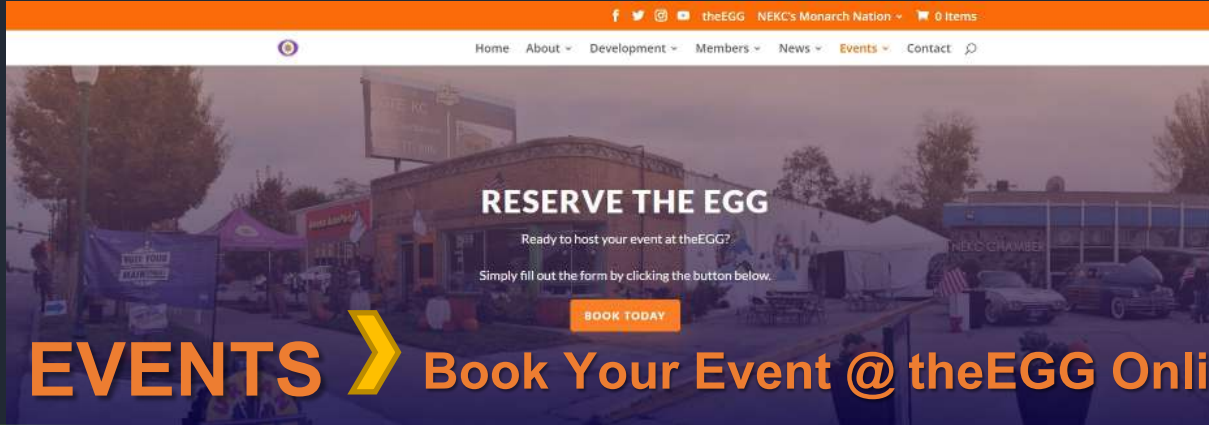 theEGG NEKC's Monarch Nation 0 Items
Home About Development Members News Events Contact
RESERVE THE EGG
Ready to host your event at theEGG?
Simply fill out the form by clicking the button below.
NEKC CHAMBER
BOOK TODAY
EVENTS Book Your Event @ theEGG Onli